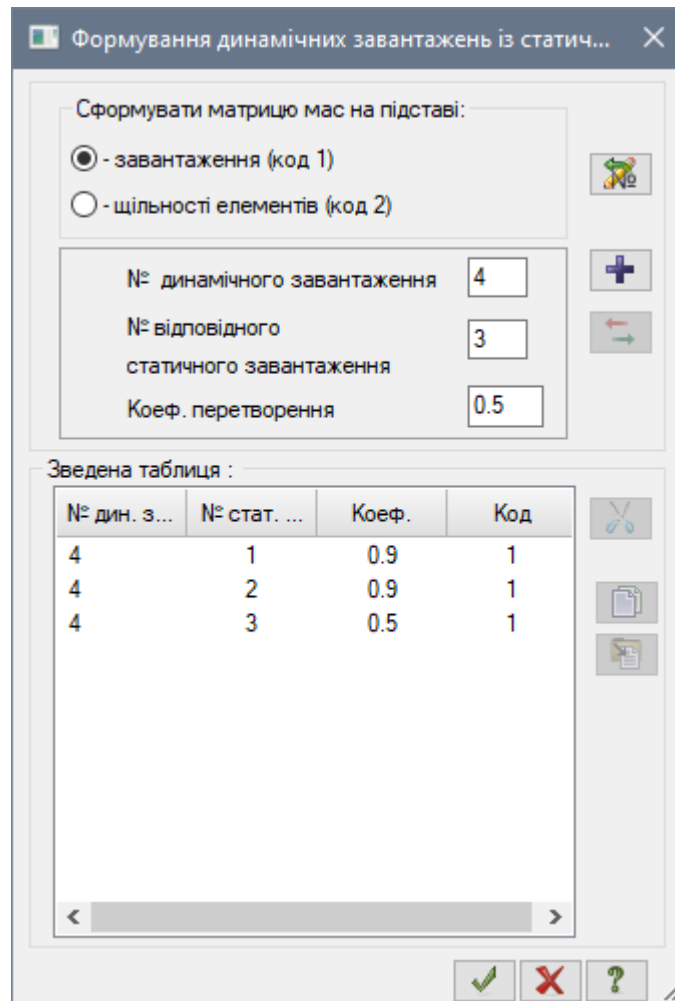 Формування динамічних завантажень із статич...
Сформувати матрицю мас на підставі:
- завантаження (код 1)
- щільності елементів (код 2)
№
№ динамічного завантаження 4
№ відповідного
статичного завантаження 3
Коеф. перетворення 0.5
Зведена таблиця :
№ дин. з... № стат. ... Коеф. Код
4 1 0.9 1
4 2 0.9 1
4 3 0.5 1
?